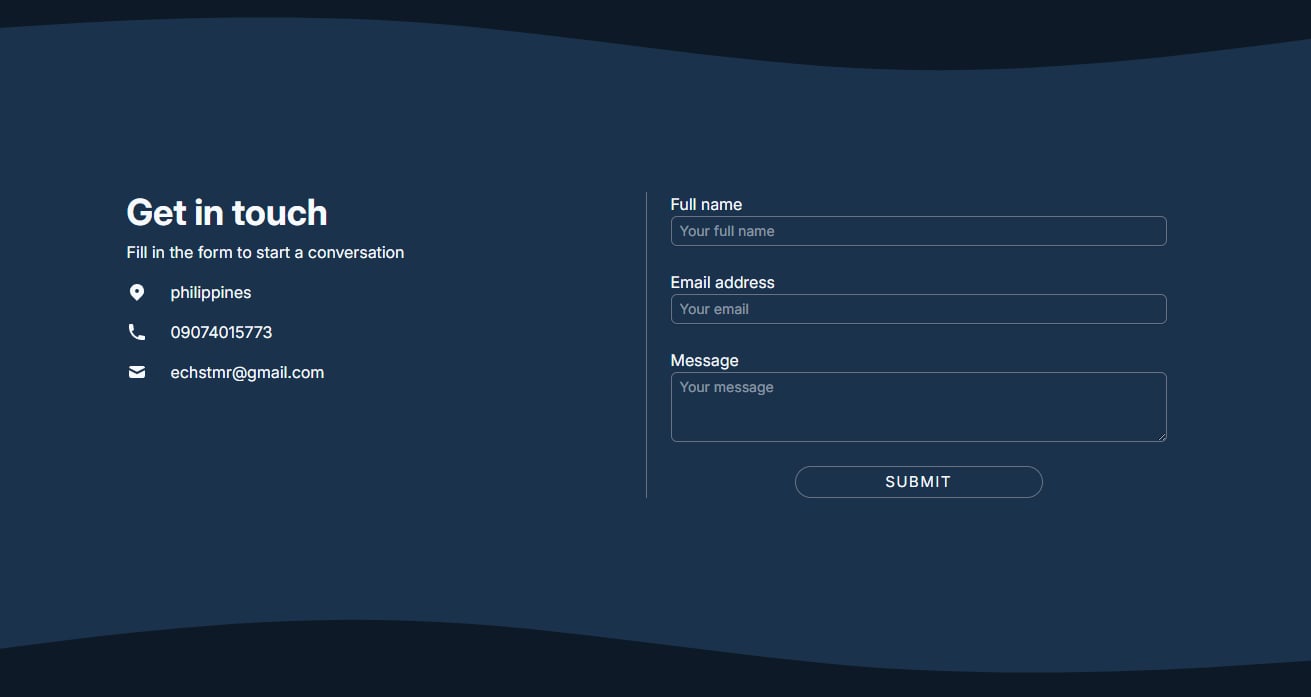 Get in touch
Fill in the form to start a conversation
philippines
09074015773
echstmr@gmail.com
Full name
Your full name
Email address
Your email
Message
Your message
SUBMIT